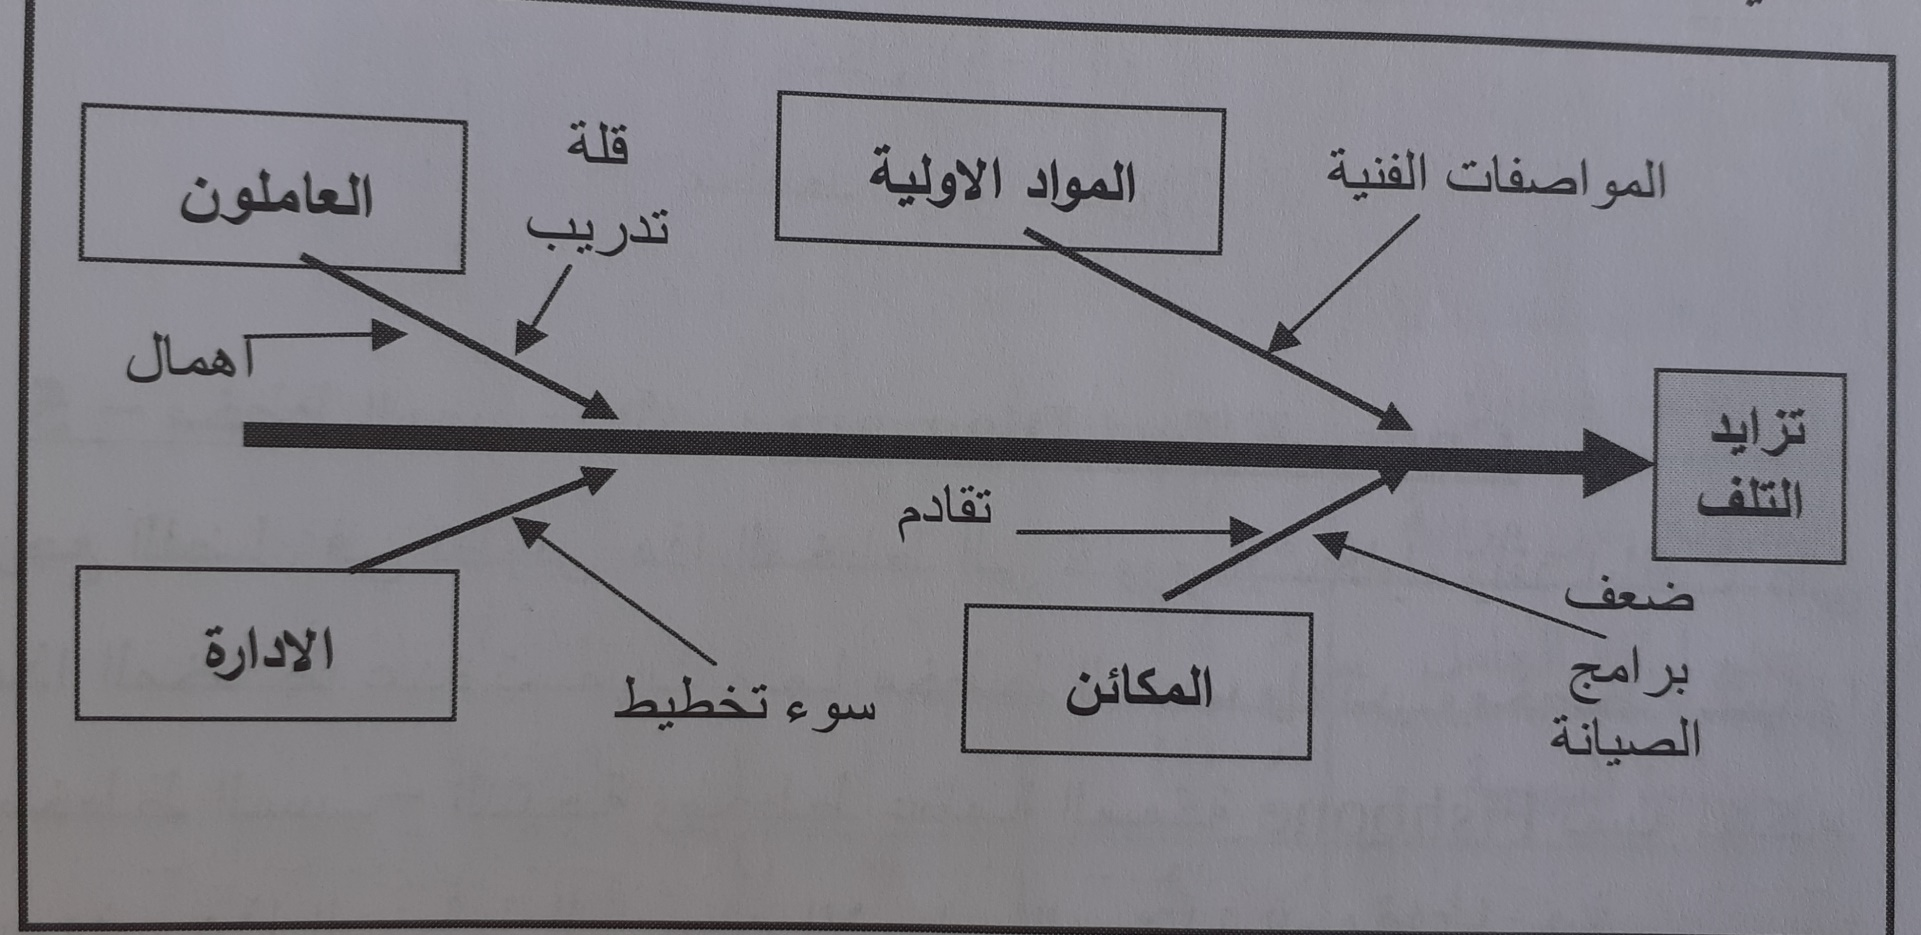 العاملون
قلة
تدريب
المواد الاولية
المواصفات الفنية
اهمال
تزايد
التلف
تقادم
ضعف
برامج
الصيانة
الادارة
سوء تخطيط
المكائن